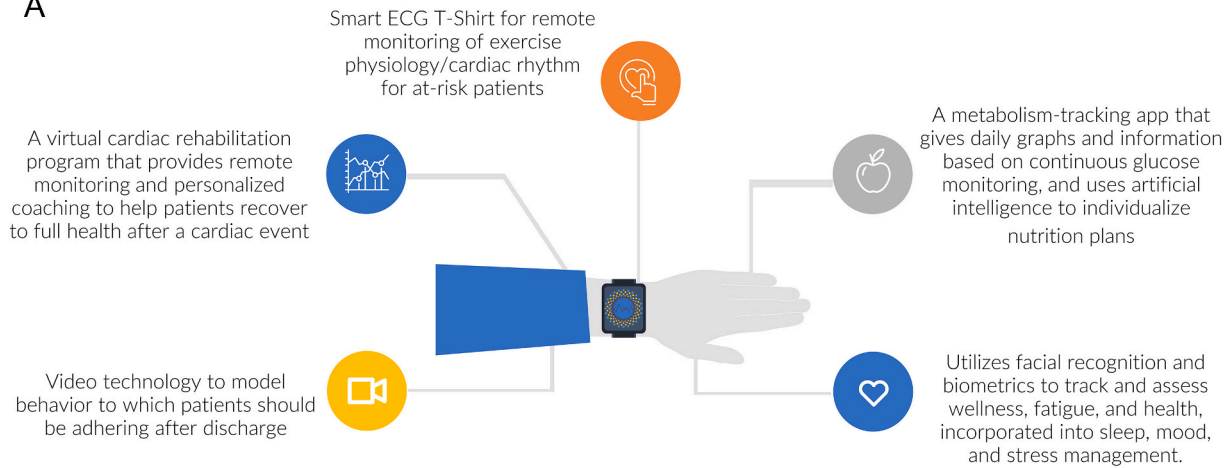 A
Smart ECG T-Shirt for remote
monitoring of exercise
physiology/cardiac rhythm
for at-risk patients
A virtual cardiac rehabilitation
program that provides remote
monitoring and personalized
coaching to help patients recover
to full health after a cardiac event
A metabolism-tracking app that
gives daily graphs and information
based on continuous glucose
monitoring, and uses artificial
intelligence to individualize
nutrition plans
Video technology to model
behavior to which patients should
be adhering after discharge
Utilizes facial recognition and
biometrics to track and assess
wellness, fatigue, and health,
incorporated into sleep, mood,
and stress management.